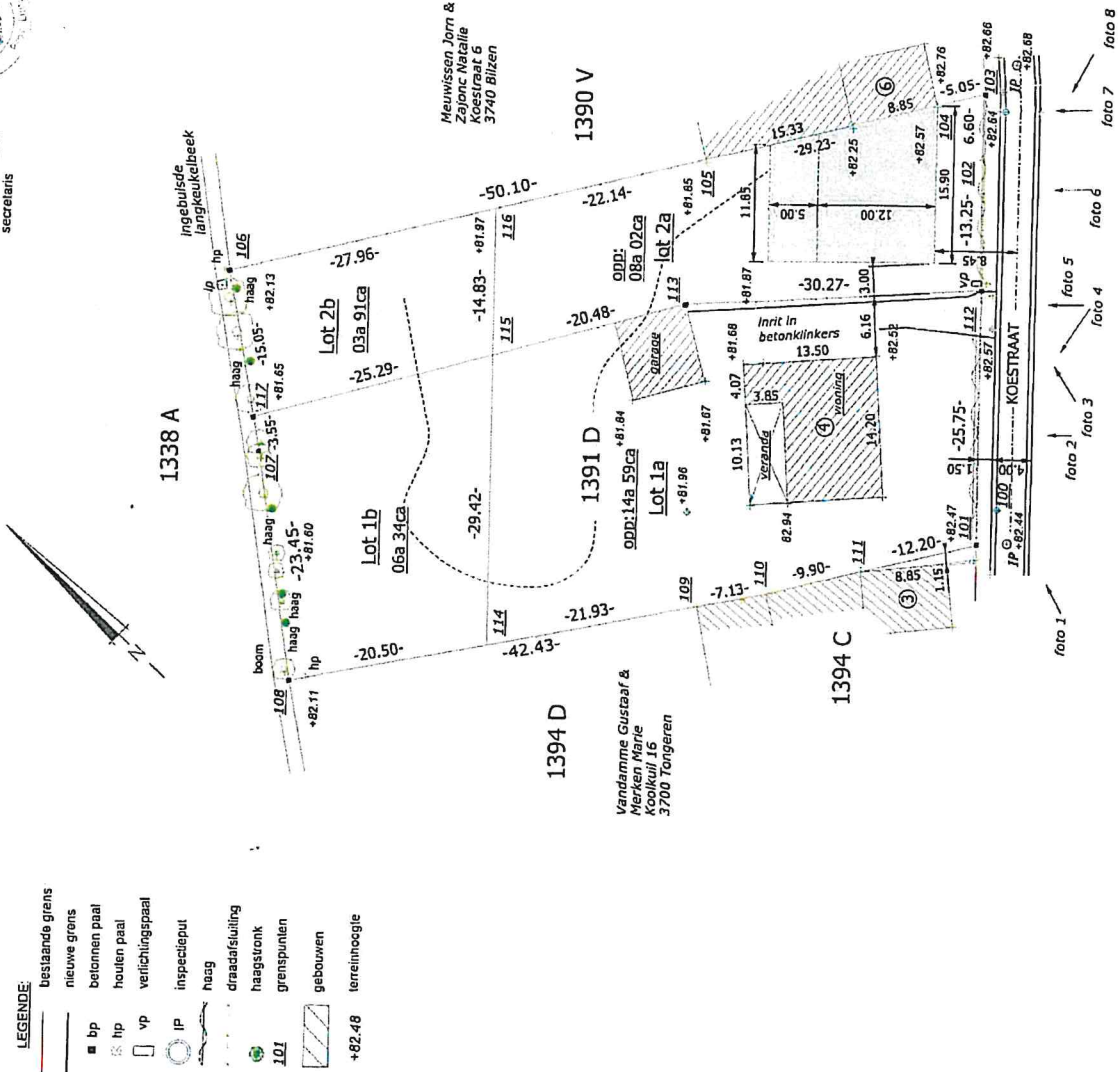 secretaris
Meuwissen Jorn &
Zajonc Natalie
Koestraat 6
3740 Bilzen
1390 V
Ingebuisde
langkeukelbeek
1338 A
hp
106
IP
haag
+82.13
haag
-15.05-
117
+81.65
-3.55-
107
haag
-23.45-
+81.60
haag
haag
boom
hp
108
+82.11
-50.10-
-27.96-
-22.14-
Lot 2b
03a 91ca
-25.29-
-14.83-
+81.97
116
115
-20.48-
opp:
08a 02ca
lot 2a
+81.85
105
15.33
-29.23-
+82.25
⑥
8.85
+82.76
-5.05-
+82.57
104
11.85
5.00
12.00
15.90
6.60-
+82.64
103
+82.66
IP
+82.68
102
-13.25-
8.45
vp
3.00
-30.27-
113
+81.87
Inrit in
betonklinkers
6.16
+82.52
112
+82.57
garage
+81.84
+81.67
+81.68
13.50
4.07
3.85
10.13
veranda
④
woning
14.20
82.94
1391 D
opp:14a 59ca
Lot 1a
+81.96
Lot 1b
06a 34ca
-29.42-
114
-20.50-
-42.43-
-21.93-
109
-7.13-
110
-9.90-
111
-12.20-
8.85
1.15
③
+82.47
101
-25.75-
1.50
4.00
100
IP
+82.44
KOESTRAAT
1394 D
1394 C
Vandamme Gustaaf &
Merken Marie
Koolkuil 16
3700 Tongeren
foto 1
foto 2
foto 3
foto 4
foto 5
foto 6
foto 7
foto 8
N
LEGENDE:
bestaande grens
nieuwe grens
bp betonnen paal
hp houten paal
vp verlichtingspaal
IP inspectieput
haag
draadafsluiting
haagstronk
101 grenspunten
gebouwen
+82.48 terreinhoogte